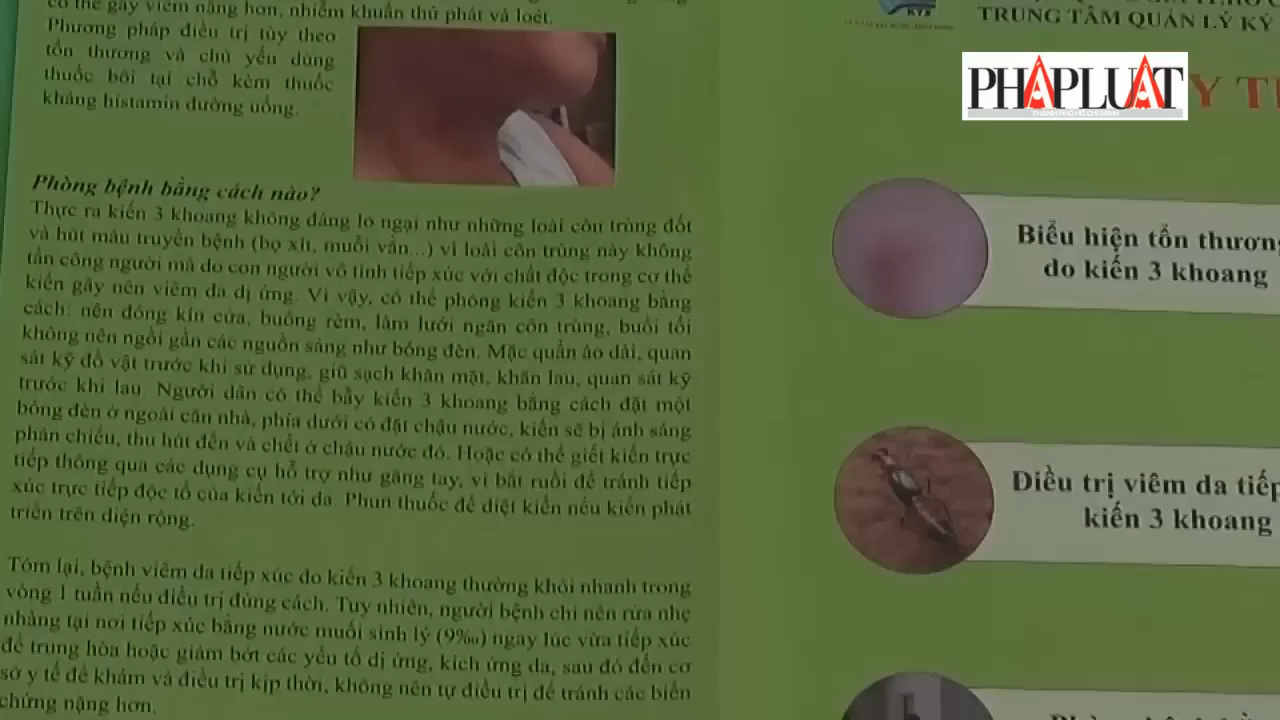 có thể gây viêm nặng hơn, nhiễm khuẩn thứ phát và loét.
Phương pháp điều trị tùy theo
tổn thương và chủ yếu dùng
thuốc bôi tại chỗ kèm thuốc
kháng histamin đường uống.
Phòng bệnh bằng cách nào?
Thực ra kiến 3 khoang không đáng lo ngại như những loài côn trùng đốt
và hút máu truyền bệnh (bọ xít, muỗi vằn...) vì loài côn trùng này không
tấn công người mà do con người vô tình tiếp xúc với chất độc trong cơ thể
kiến gây nên viêm da dị ứng. Vì vậy, có thể phòng kiến 3 khoang bằng
cách: nên đóng kín cửa, buông rèm, làm lưới ngăn côn trùng, buổi tối
không nên ngồi gần các nguồn sáng như bóng đèn. Mặc quần áo dài, quan
sát kỹ đồ vật trước khi sử dụng, giũ sạch khăn mặt, khăn lau, quan sát kỹ
trước khi lau. Người dân có thể bẫy kiến 3 khoang bằng cách đặt một
bóng đèn ở ngoài căn nhà, phía dưới có đặt chậu nước, kiến sẽ bị ánh sáng
phản chiếu, thu hút đến và chết ở chậu nước đó. Hoặc có thể giết kiến trực
tiếp thông qua các dụng cụ hỗ trợ như găng tay, vỉ bắt ruồi để tránh tiếp
xúc trực tiếp độc tố của kiến tới da. Phun thuốc để diệt kiến nếu kiến phát
triển trên diện rộng.
Tóm lại, bệnh viêm da tiếp xúc do kiến 3 khoang thường khỏi nhanh trong
vòng 1 tuần nếu điều trị đúng cách. Tuy nhiên, người bệnh chỉ nên rửa nhẹ
nhàng tại nơi tiếp xúc bằng nước muối sinh lý (9‰) ngay lúc vừa tiếp xúc
để trung hòa hoặc giảm bớt các yếu tố dị ứng, kích ứng da, sau đó đến cơ
sở y tế để khám và điều trị kịp thời, không nên tự điều trị để tránh các biến
chứng nặng hơn.
TRUNG TÂM QUẢN LÝ KÝ
PHÁP LUẬT
THÀNH PHỐ HỒ CHÍ MINH
Y T
Biểu hiện tổn thương
do kiến 3 khoang
Điều trị viêm da tiếp
kiến 3 khoang